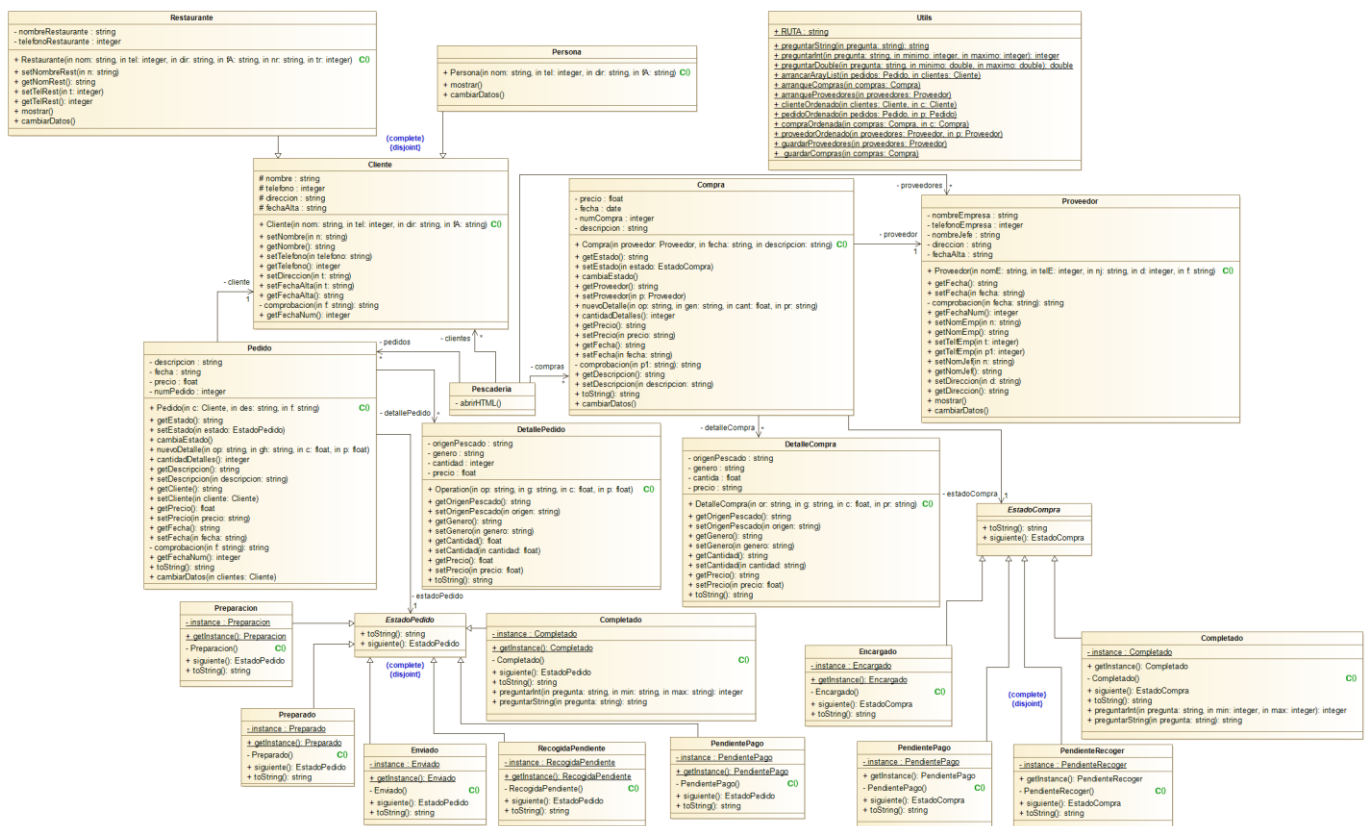 Restaurante
- nombreRestaurante : string
- telefonoRestaurante : integer
+ Restaurante(in nom: string, in tel: integer, in dir: string, in fA: string, in nr: string, in tr: integer) C()
+ setNombreRest(in n: string)
+ getNomRest(): string
+ setTelRest(in t: integer)
+ getTelRest(): integer
+ mostrar()
+ cambiarDatos()
Persona
+ Persona(in nom: string, in tel: integer, in dir: string, in fA: string) C()
+ mostrar()
+ cambiarDatos()
Utils
+ RUTA : string
+ preguntarString(in pregunta: string): string
+ preguntarInt(in pregunta: string, in minimo: integer, in maximo: integer): integer
+ preguntarDouble(in pregunta: string, in minimo: double, in maximo: double): double
+ arrancarArayList(in pedidos: Pedido, in clientes: Cliente)
+ arranqueCompras(in compras: Compra)
+ arranqueProveedores(in proveedores: Proveedor)
+ clienteOrdenado(in clientes: Cliente, in c: Cliente)
+ pedidoOrdenado(in pedidos: Pedido, in p: Pedido)
+ compraOrdenada(in compras: Compra, in c: Compra)
+ proveedorOrdenado(in proveedores: Proveedor, in p: Proveedor)
+ guardarProveedores(in proveedores: Proveedor)
+ guardarCompras(in compras: Compra)
{complete}
{disjoint}
Cliente
# nombre : string
# telefono : integer
# direccion : string
# fechaAlta : string
+ Cliente(in nom: string, in tel: integer, in dir: string, in fA: string) C()
+ setNombre(in n: string)
+ getNombre(): string
+ setTelefono(in telefono: string)
+ getTelefono(): integer
+ setDireccion(in t: string)
+ setFechaAlta(in t: string)
+ getFechaAlta(): string
- comprobacion(in f: string): string
+ getFechaNum(): integer
Compra
- precio : float
- fecha : date
- numCompra : integer
- descripcion : string
+ Compra(in proveedor: Proveedor, in fecha: string, in descripcion: string) C()
+ getEstado(): string
+ setEstado(in estado: EstadoCompra)
+ cambiaEstado()
+ getProveedor(): string
+ setProveedor(in p: Proveedor)
+ nuevoDetalle(in op: string, in gen: string, in cant: float, in pr: string)
+ cantidadDetalles(): integer
+ getPrecio(): string
+ setPrecio(in precio: string)
+ getFecha(): string
+ setFecha(in fecha: string)
- comprobacion(in p1: string): string
+ getDescripcion(): string
+ setDescripcion(in descripcion: string)
+ toString(): string
+ cambiarDatos()
- proveedores *
- proveedor
1
Proveedor
- nombreEmpresa : string
- telefonoEmpresa : integer
- nombreJefe : string
- direccion : string
- fechaAlta : string
+ Proveedor(in nomE: string, in telE: integer, in nj: string, in d: integer, in f: string) C()
+ getFecha(): string
+ setFecha(in fecha: string)
- comprobacion(in fecha: string): string
+ getFechaNum(): integer
+ setNomEmp(in n: string)
+ getNomEmp(): string
+ setTelfEmp(in t: integer)
+ getTelfEmp(in p1: integer)
+ setNomJef(in n: string)
+ getNomJef(): string
+ setDireccion(in d: string)
+ getDireccion(): string
+ mostrar()
+ cambiarDatos()
- cliente
1
- pedidos
*
- clientes *
- compras
*
Pescaderia
- abrirHTML()
Pedido
- descripcion : string
- fecha : string
- precio : float
- numPedido : integer
+ Pedido(in c: Cliente, in des: string, in f: string) C()
+ getEstado(): string
+ setEstado(in estado: EstadoPedido)
+ cambiaEstado()
+ nuevoDetalle(in op: string, in gh: string, in c: float, in p: float)
+ cantidadDetalles(): integer
+ getDescripcion(): string
+ setDescripcion(in descripcion: string)
+ getCliente(): string
+ setCliente(in cliente: Cliente)
+ getPrecio(): float
+ setPrecio(in precio: string)
+ getFecha(): string
+ setFecha(in fecha: string)
- comprobacion(in f: string): string
+ getFechaNum(): integer
+ toString(): string
+ cambiarDatos(in clientes: Cliente)
- detallePedido *
DetallePedido
- origenPescado : string
- genero : string
- cantidad : integer
- precio : float
+ Operation(in op: string, in g: string, in c: float, in p: float) C()
+ getOrigenPescado(): string
+ setOrigenPescado(in origen: string)
+ getGenero(): string
+ setGenero(in genero: string)
+ getCantidad(): float
+ setCantidad(in cantidad: float)
+ getPrecio(): float
+ setPrecio(in precio: float)
+ toString(): string
- detalleCompra *
DetalleCompra
- origenPescado : string
- genero : string
- cantida : float
- precio : string
+ DetalleCompra(in or: string, in g: string, in c: float, in pr: string) C()
+ getOrigenPescado(): string
+ setOrigenPescado(in origen: string)
+ getGenero(): string
+ setGenero(in genero: string)
+ getCantidad(): string
+ setCantidad(in cantidad: string)
+ getPrecio(): string
+ setPrecio(in precio: float)
+ toString(): string
- estadoCompra
1
EstadoCompra
+ toString(): string
+ siguiente(): EstadoCompra
- estadoPedido
1
EstadoPedido
+ toString(): string
+ siguiente(): EstadoPedido
{complete}
{disjoint}
Preparacion
- instance : Preparacion
+ getInstance(): Preparacion
- Preparacion() C()
+ siguiente(): EstadoPedido
+ toString(): string
Completado
- instance : Completado
+ getInstance(): Completado
- Completado() C()
+ siguiente(): EstadoPedido
+ toString(): string
+ preguntarInt(in pregunta: string, in min: string, in max: string): integer
+ preguntarString(in pregunta: string): string
Encargado
- instance : Encargado
+ getInstance(): Encargado
- Encargado() C()
+ siguiente(): EstadoCompra
+ toString(): string
{complete}
{disjoint}
Completado
- instance : Completado
+ getInstance(): Completado
- Completado() C()
+ siguiente(): EstadoCompra
+ toString(): string
+ preguntarInt(in pregunta: string, in min: integer, in max: integer): integer
+ preguntarString(in pregunta: string): string
Preparado
- instance : Preparado
+ getInstance(): Preparado
- Preparado() C()
+ siguiente(): EstadoPedido
+ toString(): string
Enviado
- instance : Enviado
+ getInstance(): Enviado
- Enviado() C()
+ siguiente(): EstadoPedido
+ toString(): string
RecogidaPendiente
- instance : RecogidaPendiente
+ getInstance(): RecogidaPendiente
- RecogidaPendiente() C()
+ siguiente(): EstadoPedido
+ toString(): string
PendientePago
- instance : PendientePago
+ getInstance(): PendientePago
- PendientePago() C()
+ siguiente(): EstadoPedido
+ toString(): string
PendientePago
- instance : PendientePago
+ getInstance(): PendientePago
- PendientePago() C()
+ siguiente(): EstadoCompra
+ toString(): string
PendienteRecoger
- instance : PendienteRecoger
+ getInstance(): PendienteRecoger
- PendienteRecoger() C()
+ siguiente(): EstadoCompra
+ toString(): string